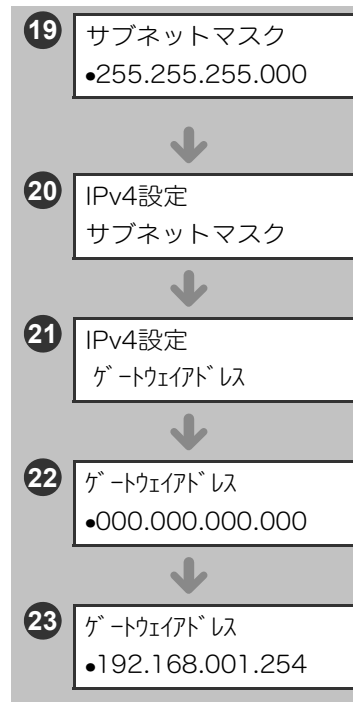 19
サブネットマスク
●255.255.255.000
20
IPv4設定
サブネットマスク
21
IPv4設定
ｹﾞｰﾄｳｪｲｱﾄﾞﾚｽ
22
ｹﾞｰﾄｳｪｲｱﾄﾞﾚｽ
●000.000.000.000
23
ｹﾞｰﾄｳｪｲｱﾄﾞﾚｽ
●192.168.001.254